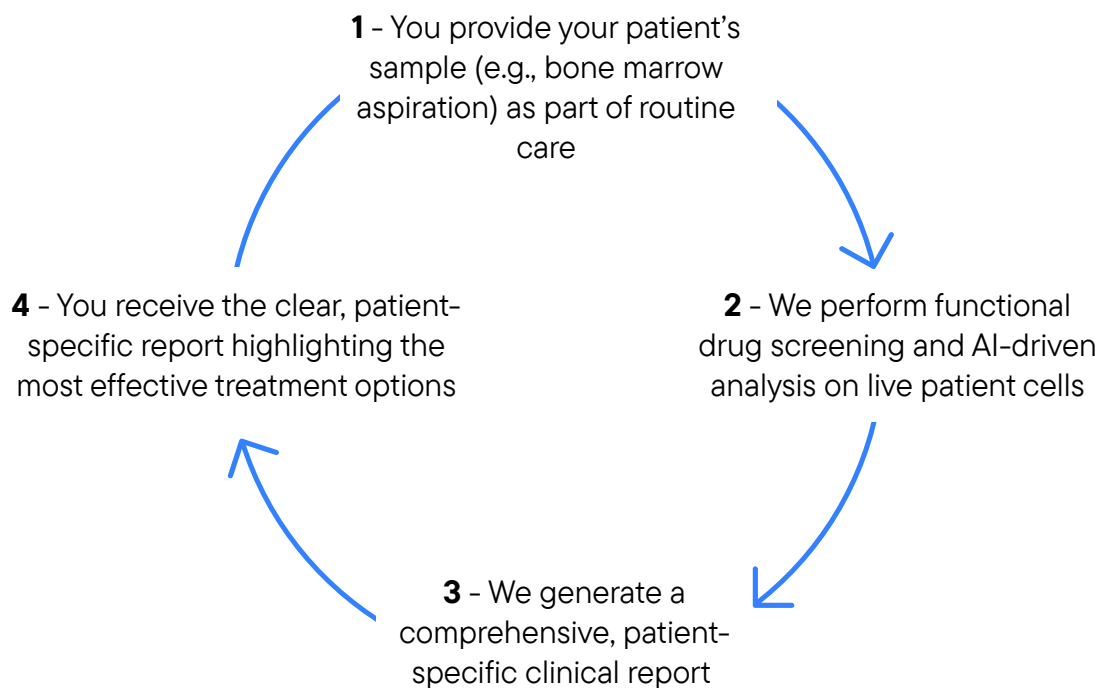 1 - You provide your patient’s
sample (e.g., bone marrow
aspiration) as part of routine
care
2 - We perform functional
drug screening and AI-driven
analysis on live patient cells
3 - We generate a
comprehensive, patient-
specific clinical report
4 - You receive the clear, patient-
specific report highlighting the
most effective treatment options